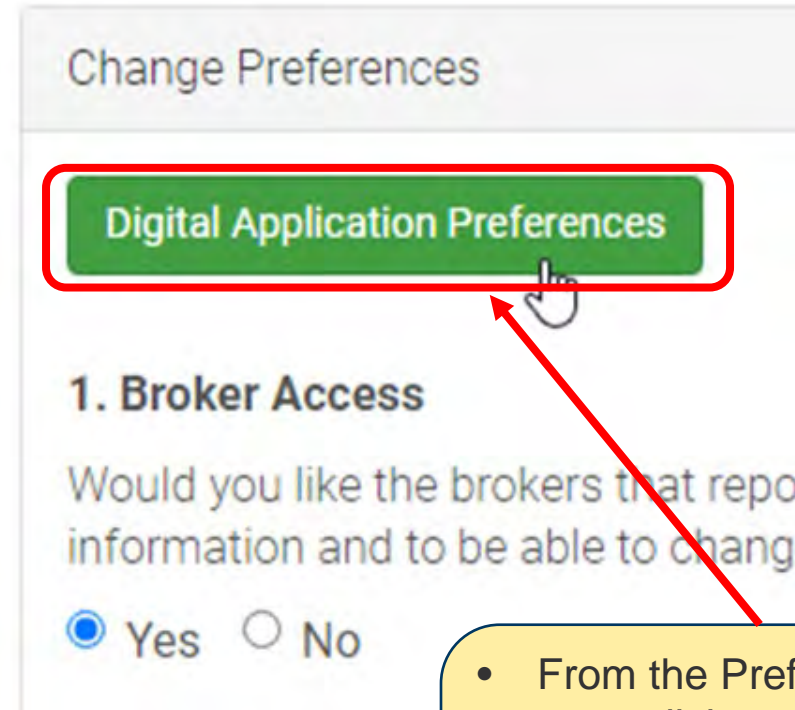 Change Preferences
Digital Application Preferences
1. Broker Access
Would you like the brokers that repo
information and to be able to chang
Yes No
• From the Pref